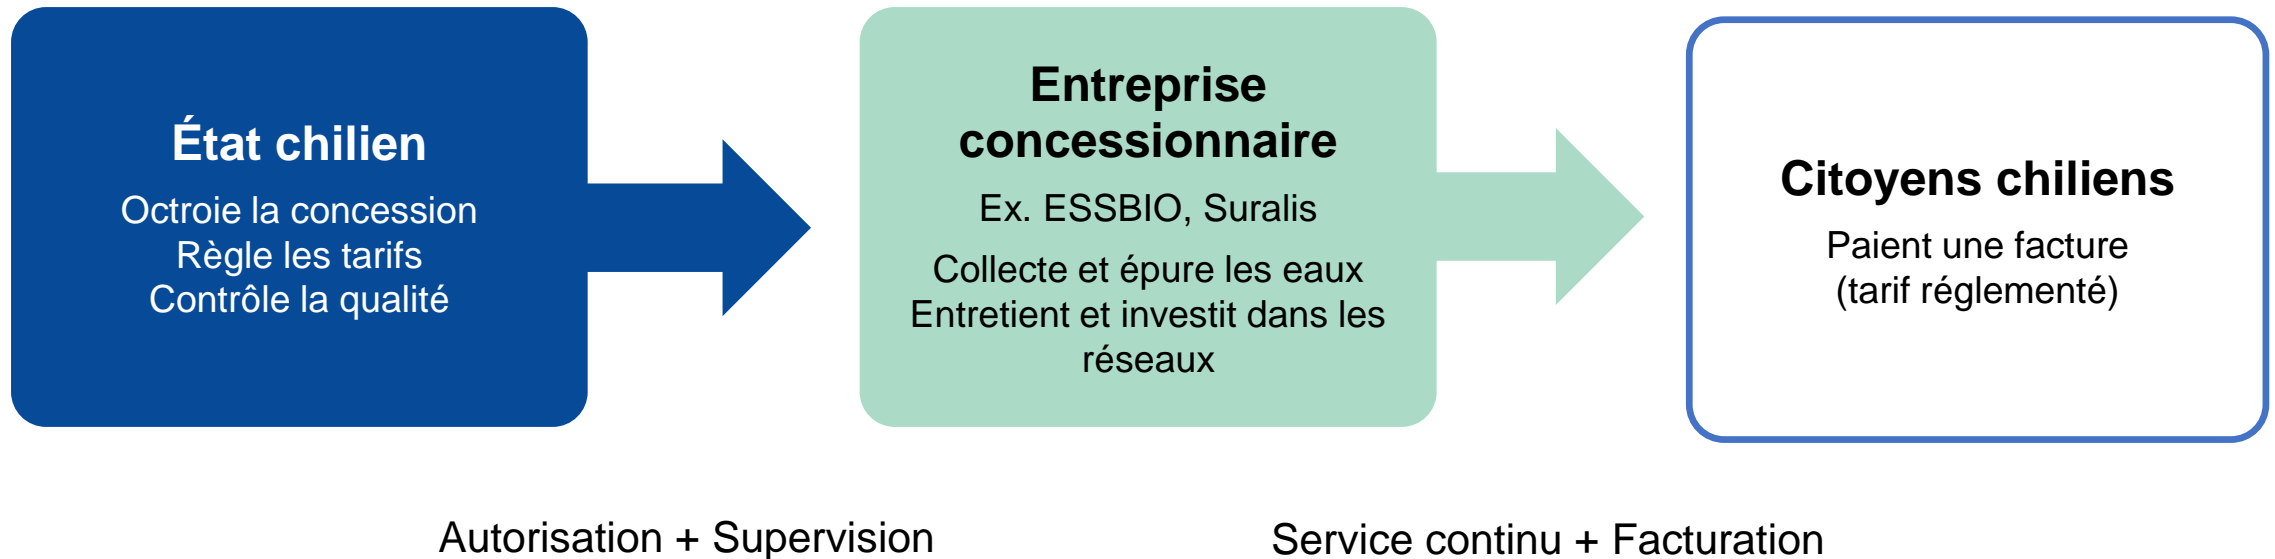 État chilien
Octroie la concession
Règle les tarifs
Contrôle la qualité
Entreprise
concessionnaire
Ex. ESSBIO, Suralis
Collecte et épure les eaux
Entretient et investit dans les
réseaux
Citoyens chiliens
Paient une facture
(tarif réglementé)
Autorisation + Supervision
Service continu + Facturation